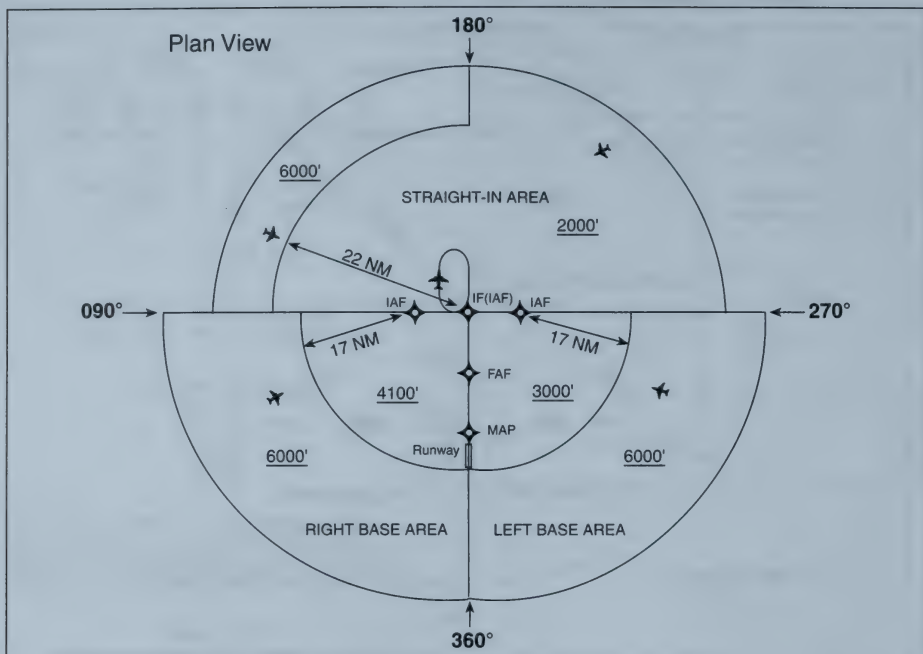 180°
Plan View
6000'
STRAIGHT-IN AREA
2000'
22 NM
090°
IAF
IF(IAF)
IAF
270°
17 NM
17 NM
FAF
4100'
3000'
MAP
Runway
6000'
6000'
RIGHT BASE AREA
LEFT BASE AREA
360°